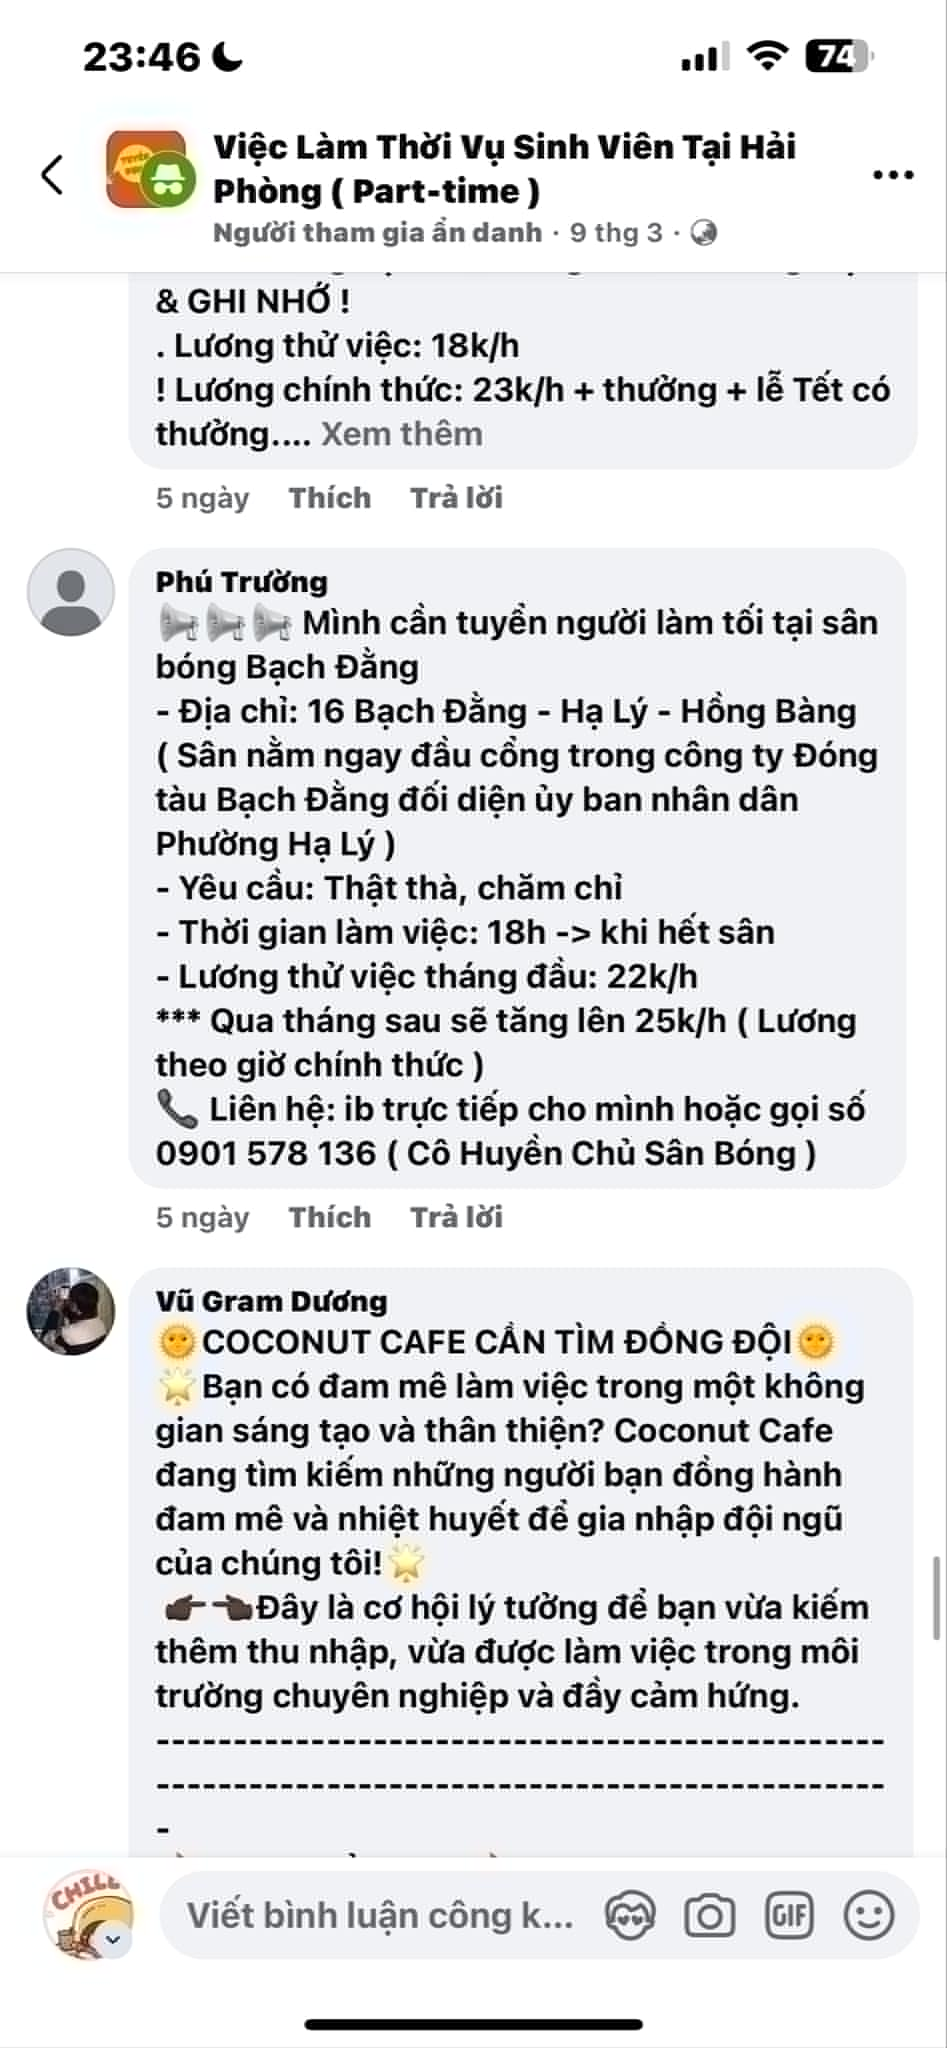 23:46
74
Việc Làm Thời Vụ Sinh Viên Tại Hải
Phòng ( Part-time )
Người tham gia ẩn danh · 9 thg 3 ·
& GHI NHỚ !
. Lương thử việc: 18k/h
! Lương chính thức: 23k/h + thưởng + lễ Tết có
thưởng.... Xem thêm
5 ngày Thích Trả lời
Phú Trường
📢📢📢 Mình cần tuyển người làm tối tại sân
bóng Bạch Đằng
- Địa chỉ: 16 Bạch Đằng - Hạ Lý - Hồng Bàng
( Sân nằm ngay đầu cổng trong công ty Đóng
tàu Bạch Đằng đối diện ủy ban nhân dân
Phường Hạ Lý )
- Yêu cầu: Thật thà, chăm chỉ
- Thời gian làm việc: 18h -> khi hết sân
- Lương thử việc tháng đầu: 22k/h
*** Qua tháng sau sẽ tăng lên 25k/h ( Lương
theo giờ chính thức )
📞 Liên hệ: ib trực tiếp cho mình hoặc gọi số
0901 578 136 ( Cô Huyền Chủ Sân Bóng )
5 ngày Thích Trả lời
Vũ Gram Dương
🌞COCONUT CAFE CẦN TÌM ĐỒNG ĐỘI🌞
🌟Bạn có đam mê làm việc trong một không
gian sáng tạo và thân thiện? Coconut Cafe
đang tìm kiếm những người bạn đồng hành
đam mê và nhiệt huyết để gia nhập đội ngũ
của chúng tôi!🌟
👉👈Đây là cơ hội lý tưởng để bạn vừa kiếm
thêm thu nhập, vừa được làm việc trong môi
trường chuyên nghiệp và đầy cảm hứng.
------------------------------------------------
------------------------------------------------
-
CHILL
Viết bình luận công k...
GIF